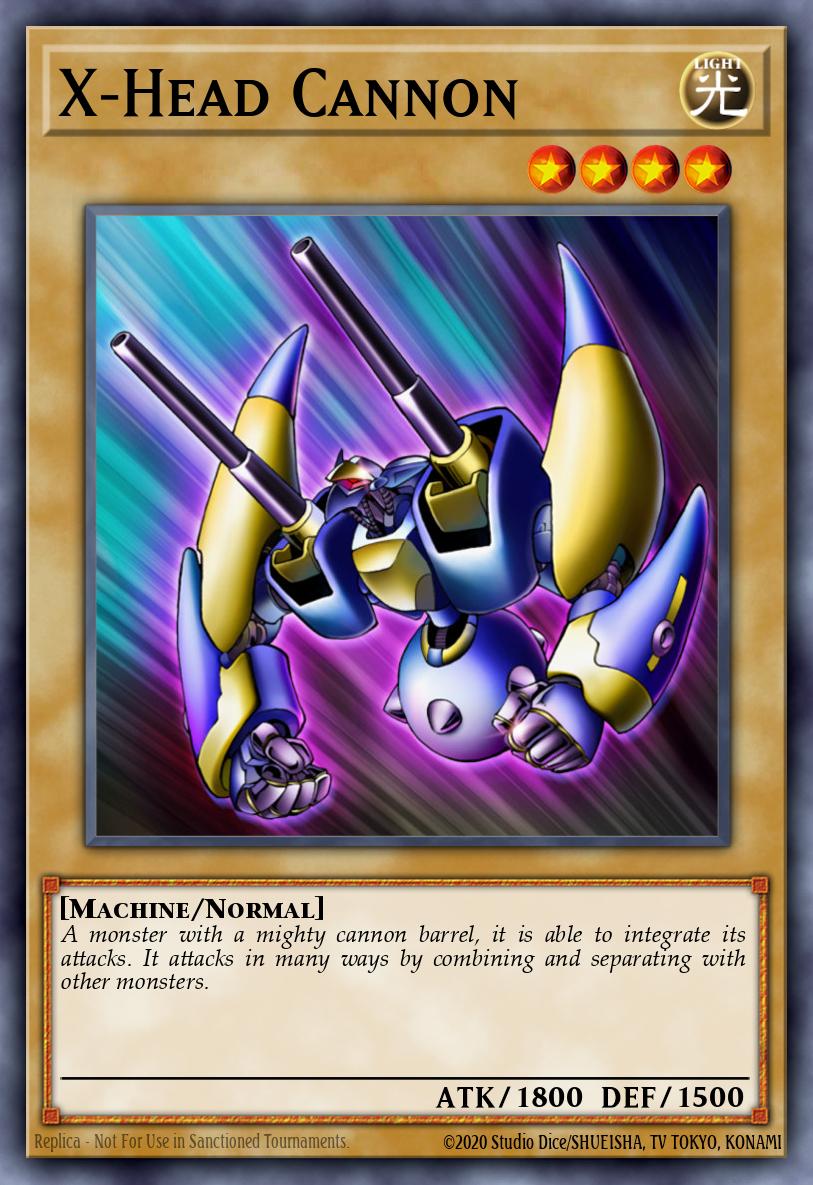 X-Head Cannon
LIGHT
光
[Machine/Normal]
A monster with a mighty cannon barrel, it is able to integrate its
attacks. It attacks in many ways by combining and separating with
other monsters.
ATK/1800 DEF/1500
Replica - Not For Use in Sanctioned Tournaments.
©2020 Studio Dice/SHUEISHA, TV TOKYO, KONAMI